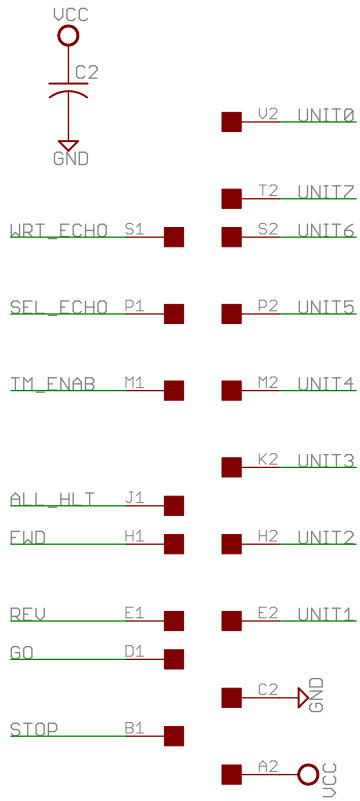 VCC
C2
GND
V2 UNIT0
T2 UNIT7
WRT_ECHO S1 S2 UNIT6
SEL_ECHO P1 P2 UNIT5
TM_ENAB M1 M2 UNIT4
K2 UNIT3
ALL_HLT J1
FWD H1 H2 UNIT2
REV E1 E2 UNIT1
GO D1
C2 GND
STOP B1
A2 VCC